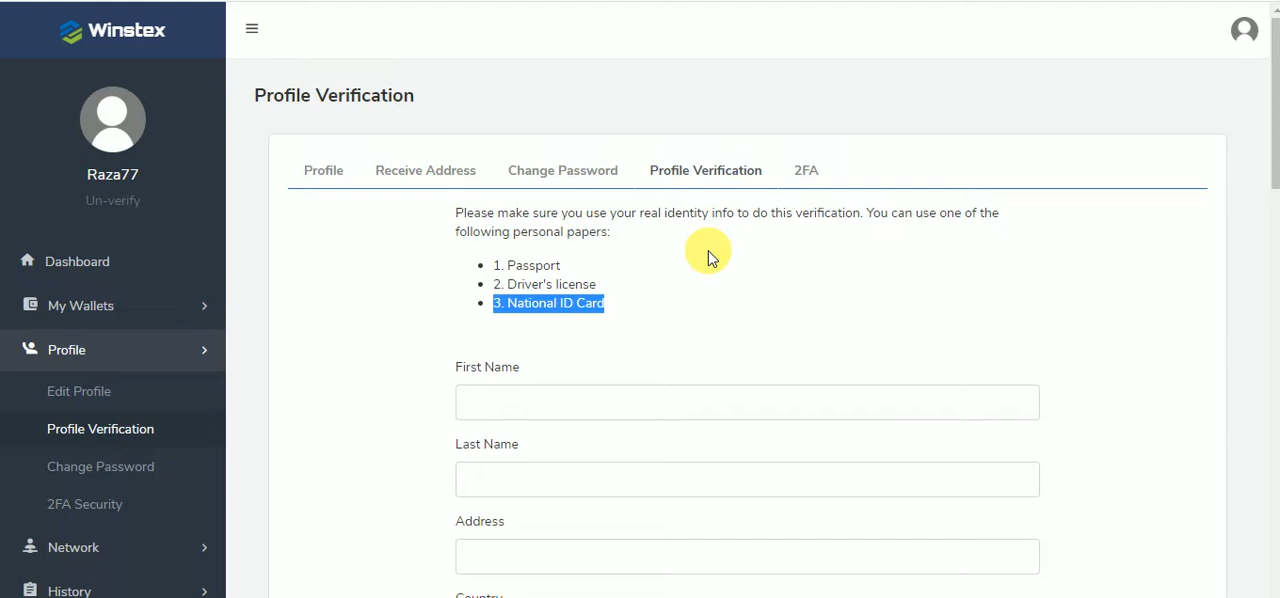 Winstex
Raza77
Un-verify
Dashboard
My Wallets
Profile
Edit Profile
Profile Verification
Change Password
2FA Security
Network
History
Profile Verification
Profile
Receive Address
Change Password
Profile Verification
2FA
Please make sure you use your real identity info to do this verification. You can use one of the
following personal papers:
1. Passport
2. Driver's license
3. National ID Card
First Name
Last Name
Address
Country